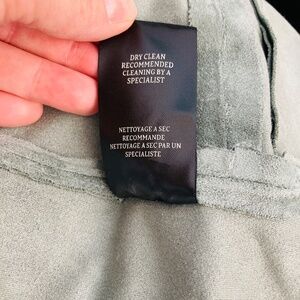 DRY CLEAN
RECOMMENDED
CLEANING BY A
SPECIALIST
NETTOYAGE A SEC
RECOMMANDE
NETTOYAGE A SEC PAR UN
SPECIALISTE